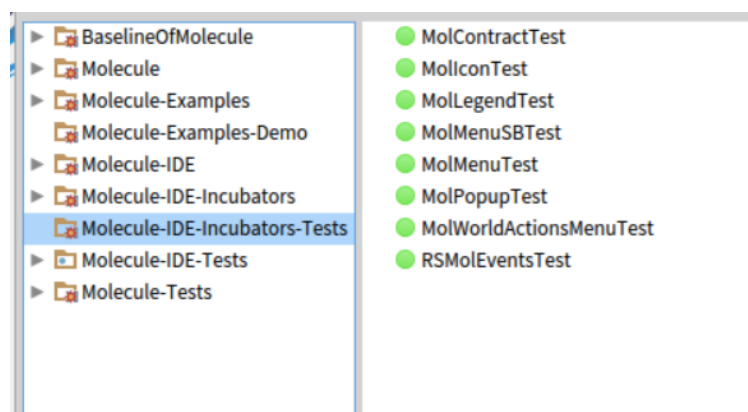 BaselineOfMolecule
Molecule
Molecule-Examples
Molecule-Examples-Demo
Molecule-IDE
Molecule-IDE-Incubators
Molecule-IDE-Incubators-Tests
Molecule-IDE-Tests
Molecule-Tests
MolContractTest
MolIconTest
MolLegendTest
MolMenuSBTest
MolMenuTest
MolPopupTest
MolWorldActionsMenuTest
RSMolEventsTest